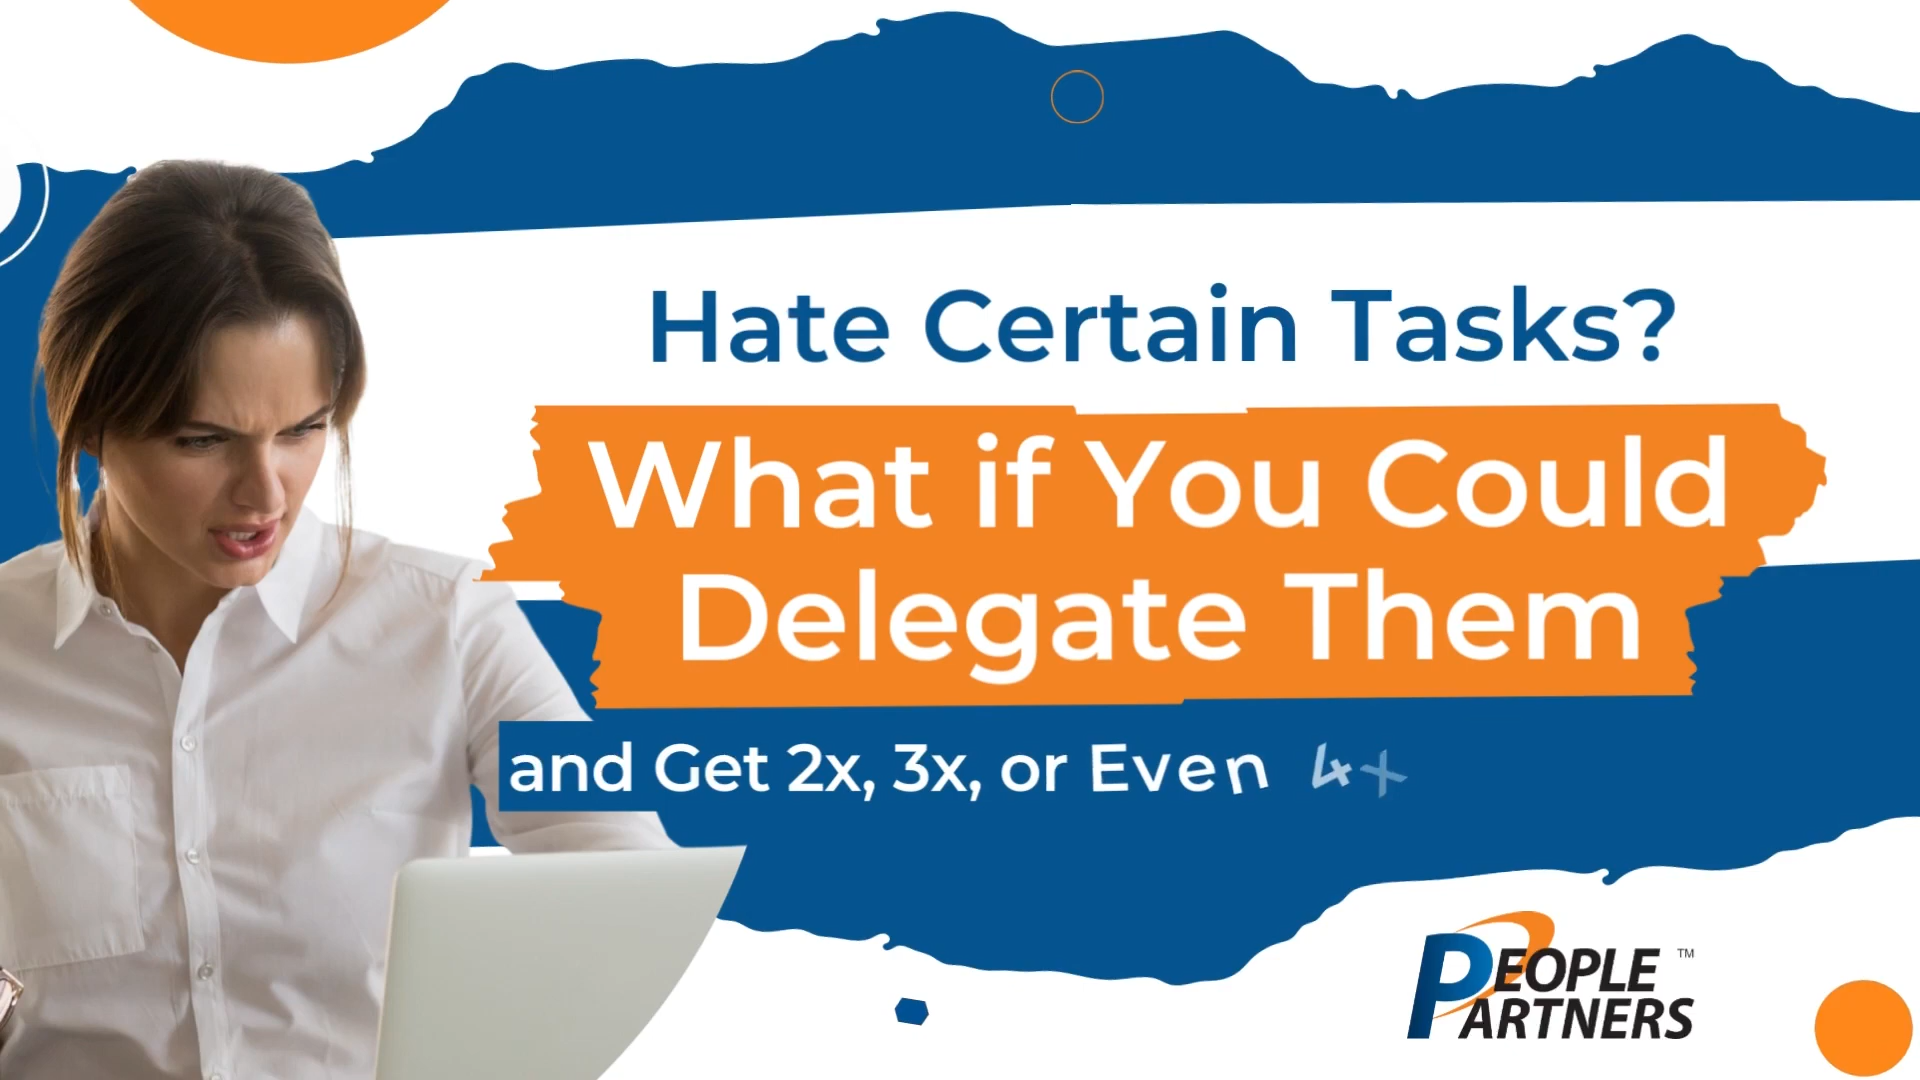 Hate Certain Tasks?
What if You Could
Delegate Them
and Get 2x, 3x, or Even 4x
PEOPLE ™
PARTNERS